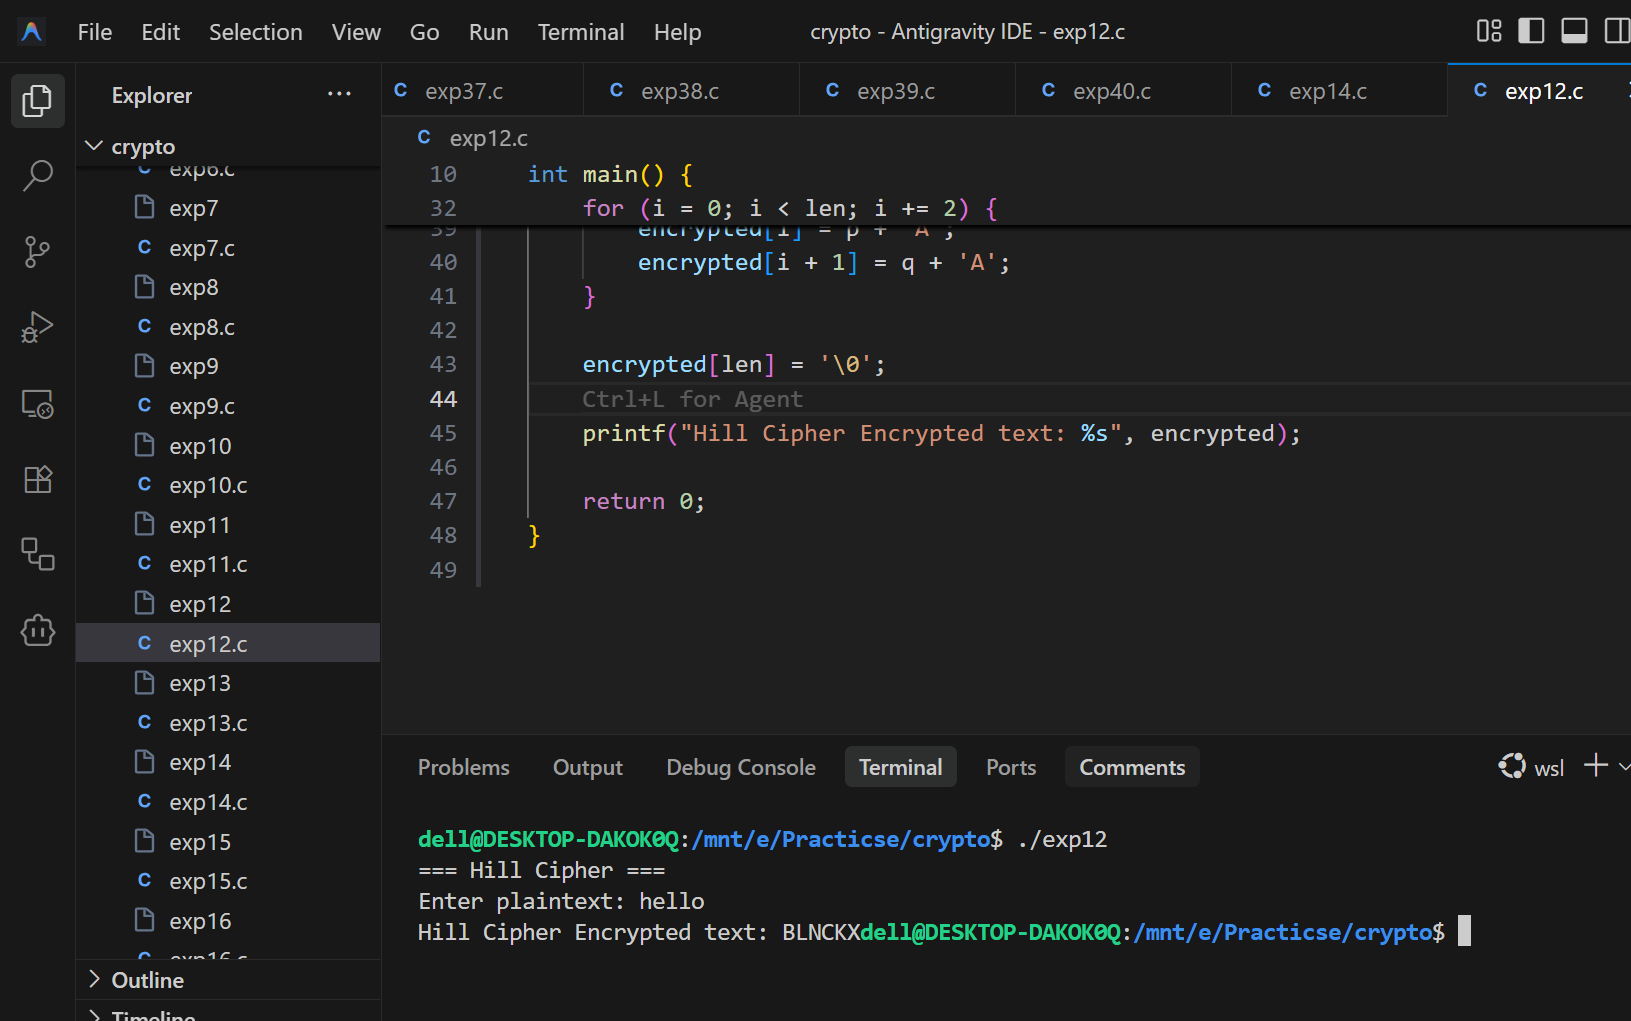 File Edit Selection View Go Run Terminal Help crypto - Antigravity IDE - exp12.c
Explorer ...
crypto
exp6.c
exp7
exp7.c
exp8
exp8.c
exp9
exp9.c
exp10
exp10.c
exp11
exp11.c
exp12
exp12.c
exp13
exp13.c
exp14
exp14.c
exp15
exp15.c
exp16
exp16.c
Outline
Timeline
C exp37.c C exp38.c C exp39.c C exp40.c C exp14.c C exp12.c
C exp12.c
10 int main() {
32 for (i = 0; i < len; i += 2) {
39 encrypted[i] = p + 'A';
40 encrypted[i + 1] = q + 'A';
41 }
42
43 encrypted[len] = '\0';
44 Ctrl+L for Agent
45 printf("Hill Cipher Encrypted text: %s", encrypted);
46
47 return 0;
48 }
49
Problems Output Debug Console Terminal Ports Comments wsl
dell@DESKTOP-DAKOK0Q:/mnt/e/Practicse/crypto$ ./exp12
=== Hill Cipher ===
Enter plaintext: hello
Hill Cipher Encrypted text: BLNCKXdell@DESKTOP-DAKOK0Q:/mnt/e/Practicse/crypto$